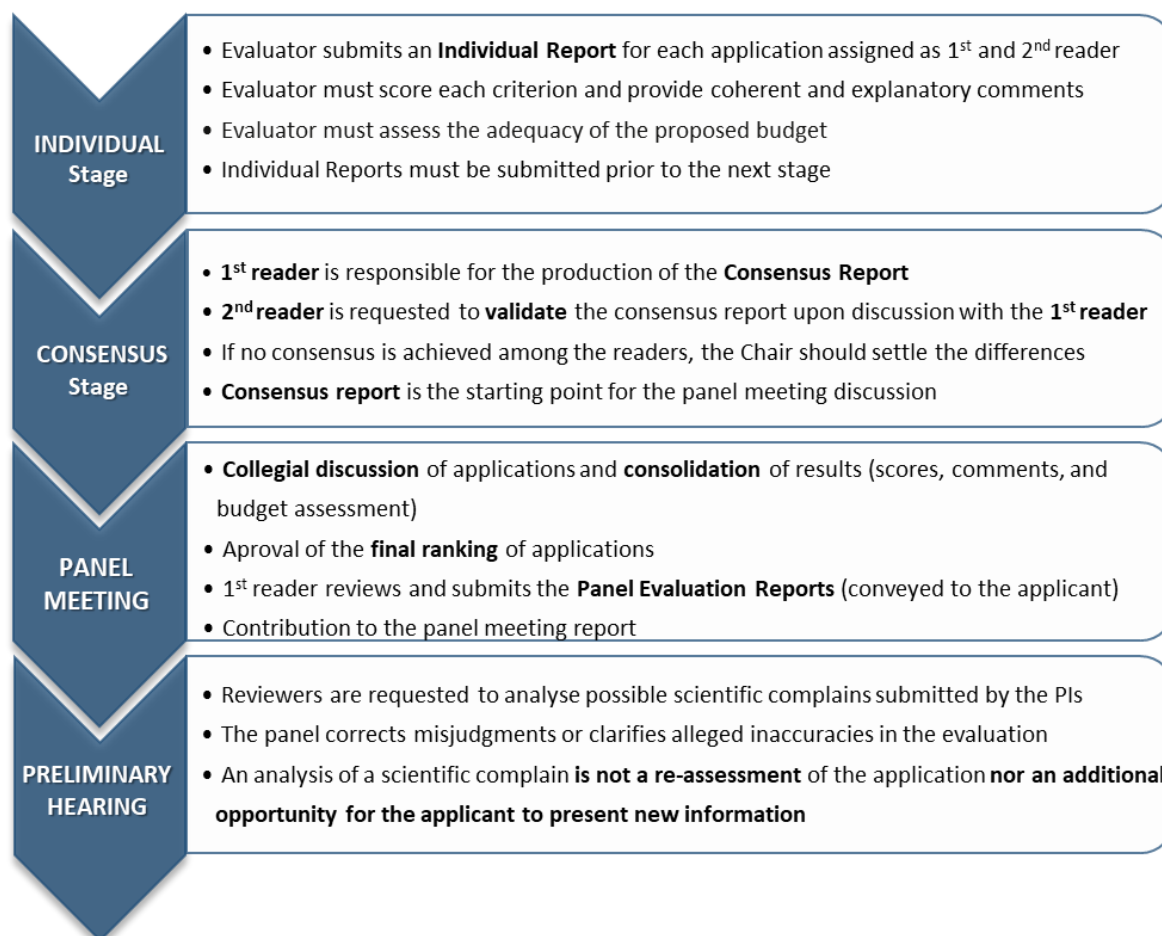 INDIVIDUAL
Stage
• Evaluator submits an Individual Report for each application assigned as 1st and 2nd reader
• Evaluator must score each criterion and provide coherent and explanatory comments
• Evaluator must assess the adequacy of the proposed budget
• Individual Reports must be submitted prior to the next stage
CONSENSUS
Stage
• 1st reader is responsible for the production of the Consensus Report
• 2nd reader is requested to validate the consensus report upon discussion with the 1st reader
• If no consensus is achieved among the readers, the Chair should settle the differences
• Consensus report is the starting point for the panel meeting discussion
PANEL
MEETING
• Collegial discussion of applications and consolidation of results (scores, comments, and
budget assessment)
• Aproval of the final ranking of applications
• 1st reader reviews and submits the Panel Evaluation Reports (conveyed to the applicant)
• Contribution to the panel meeting report
PRELIMINARY
HEARING
• Reviewers are requested to analyse possible scientific complains submitted by the PIs
• The panel corrects misjudgments or clarifies alleged inaccuracies in the evaluation
• An analysis of a scientific complain is not a re-assessment of the application nor an additional
opportunity for the applicant to present new information